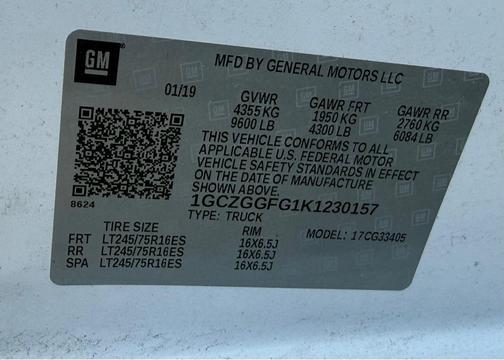 GM
MFD BY GENERAL MOTORS LLC
01/19 GVWR GAWR FRT GAWR RR
4355 KG 1950 KG 2760 KG
9600 LB 4300 LB 6084 LB
THIS VEHICLE CONFORMS TO ALL
APPLICABLE U.S. FEDERAL MOTOR
VEHICLE SAFETY STANDARDS IN EFFECT
ON THE DATE OF MANUFACTURE
SHOWN ABOVE.
8624 1GCZGGFG1K1230157
TYPE: TRUCK
TIRE SIZE RIM MODEL: 17CG33405
FRT LT245/75R16ES 16X6.5J
RR LT245/75R16ES 16X6.5J
SPA LT245/75R16ES 16X6.5J